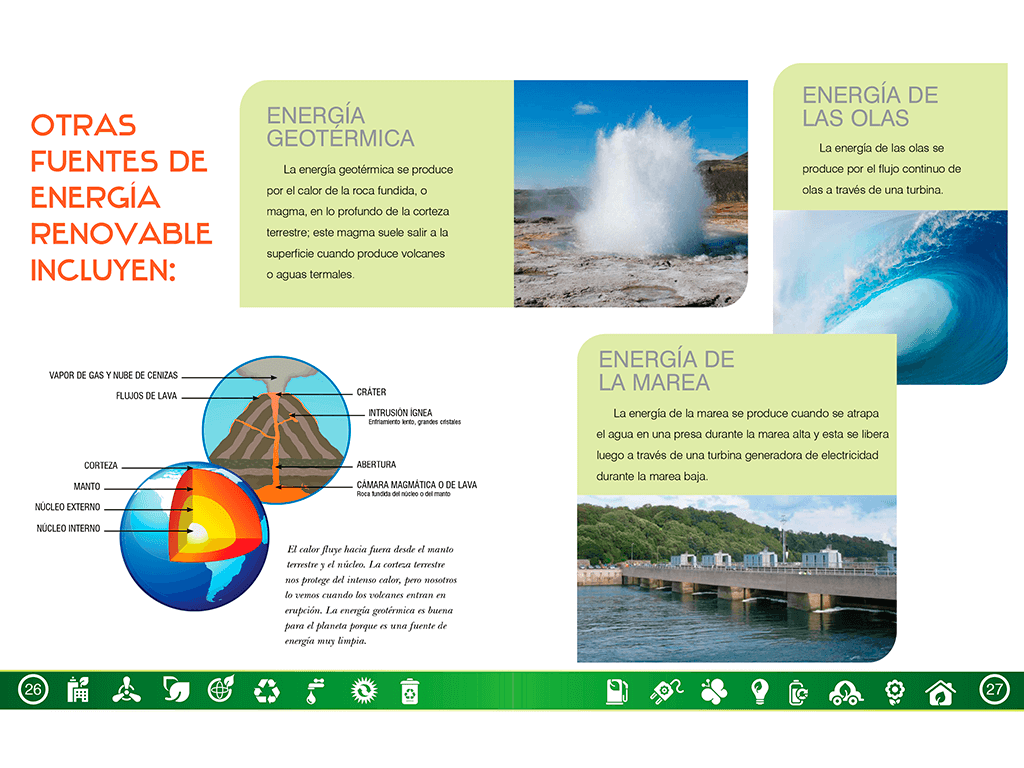 OTRAS
FUENTES DE
ENERGÍA
RENOVABLE
INCLUYEN:
ENERGÍA
GEOTÉRMICA
La energía geotérmica se produce
por el calor de la roca fundida, o
magma, en lo profundo de la corteza
terrestre; este magma suele salir a la
superficie cuando produce volcanes
o aguas termales.
ENERGÍA DE
LAS OLAS
La energía de las olas se
produce por el flujo continuo de
olas a través de una turbina.
ENERGÍA DE
LA MAREA
La energía de la marea se produce cuando se atrapa
el agua en una presa durante la marea alta y esta se libera
luego a través de una turbina generadora de electricidad
durante la marea baja.
VAPOR DE GAS Y NUBE DE CENIZAS
FLUJOS DE LAVA
CRÁTER
INTRUSIÓN ÍGNEA
Enfriamiento lento, grandes cristales
ABERTURA
CÁMARA MAGMÁTICA O DE LAVA
Roca fundida del núcleo o del manto
CORTEZA
MANTO
NÚCLEO EXTERNO
NÚCLEO INTERNO
El calor fluye hacia fuera desde el manto
terrestre y el núcleo. La corteza terrestre
nos protege del intenso calor, pero nosotros
lo vemos cuando los volcanes entran en
erupción. La energía geotérmica es buena
para el planeta porque es una fuente de
energía muy limpia.
26
27